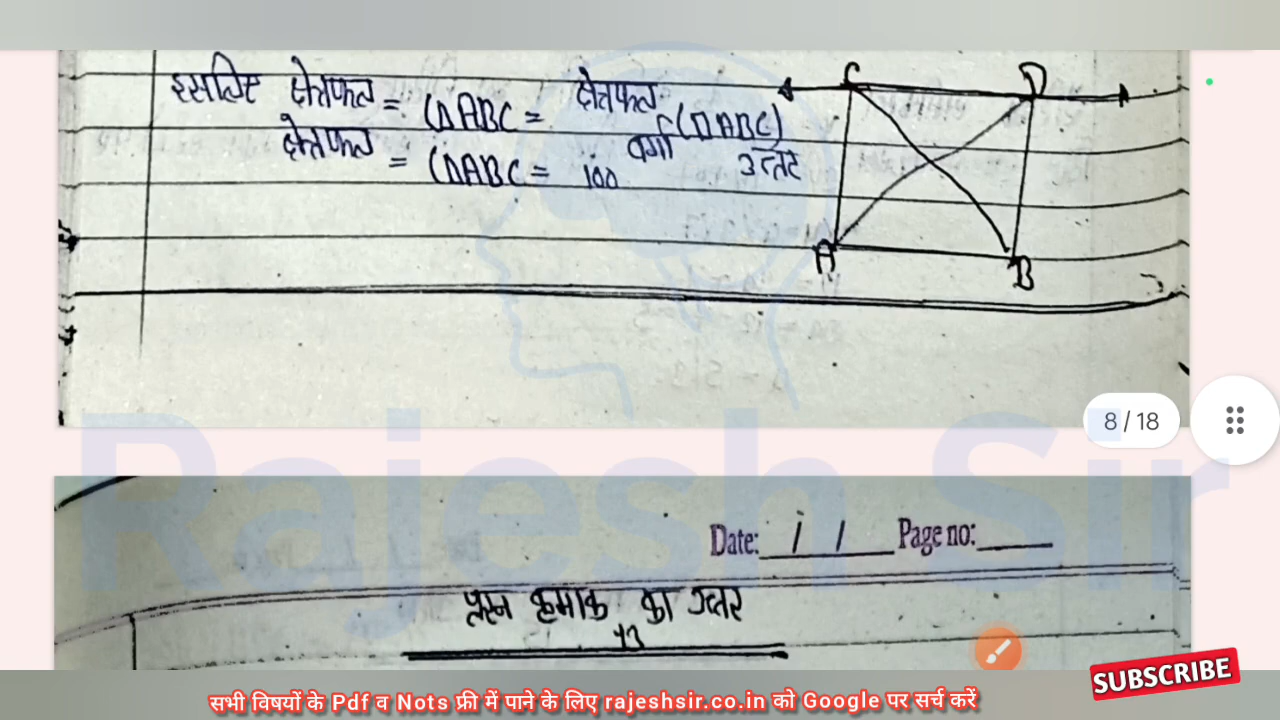 इसलिए क्षेत्रफल = (ΔABC = क्षेत्रफल (ΔABC)
क्षेत्रफल = (ΔABC = 100 वर्ग उत्तर
C D
A B
8 / 18
Rajesh Sir
Date: / / Page no:
प्रश्न क्रमांक का उत्तर
13
सभी विषयों के Pdf व Nots फ्री में पाने के लिए rajeshsir.co.in को Google पर सर्च करें
SUBSCRIBE